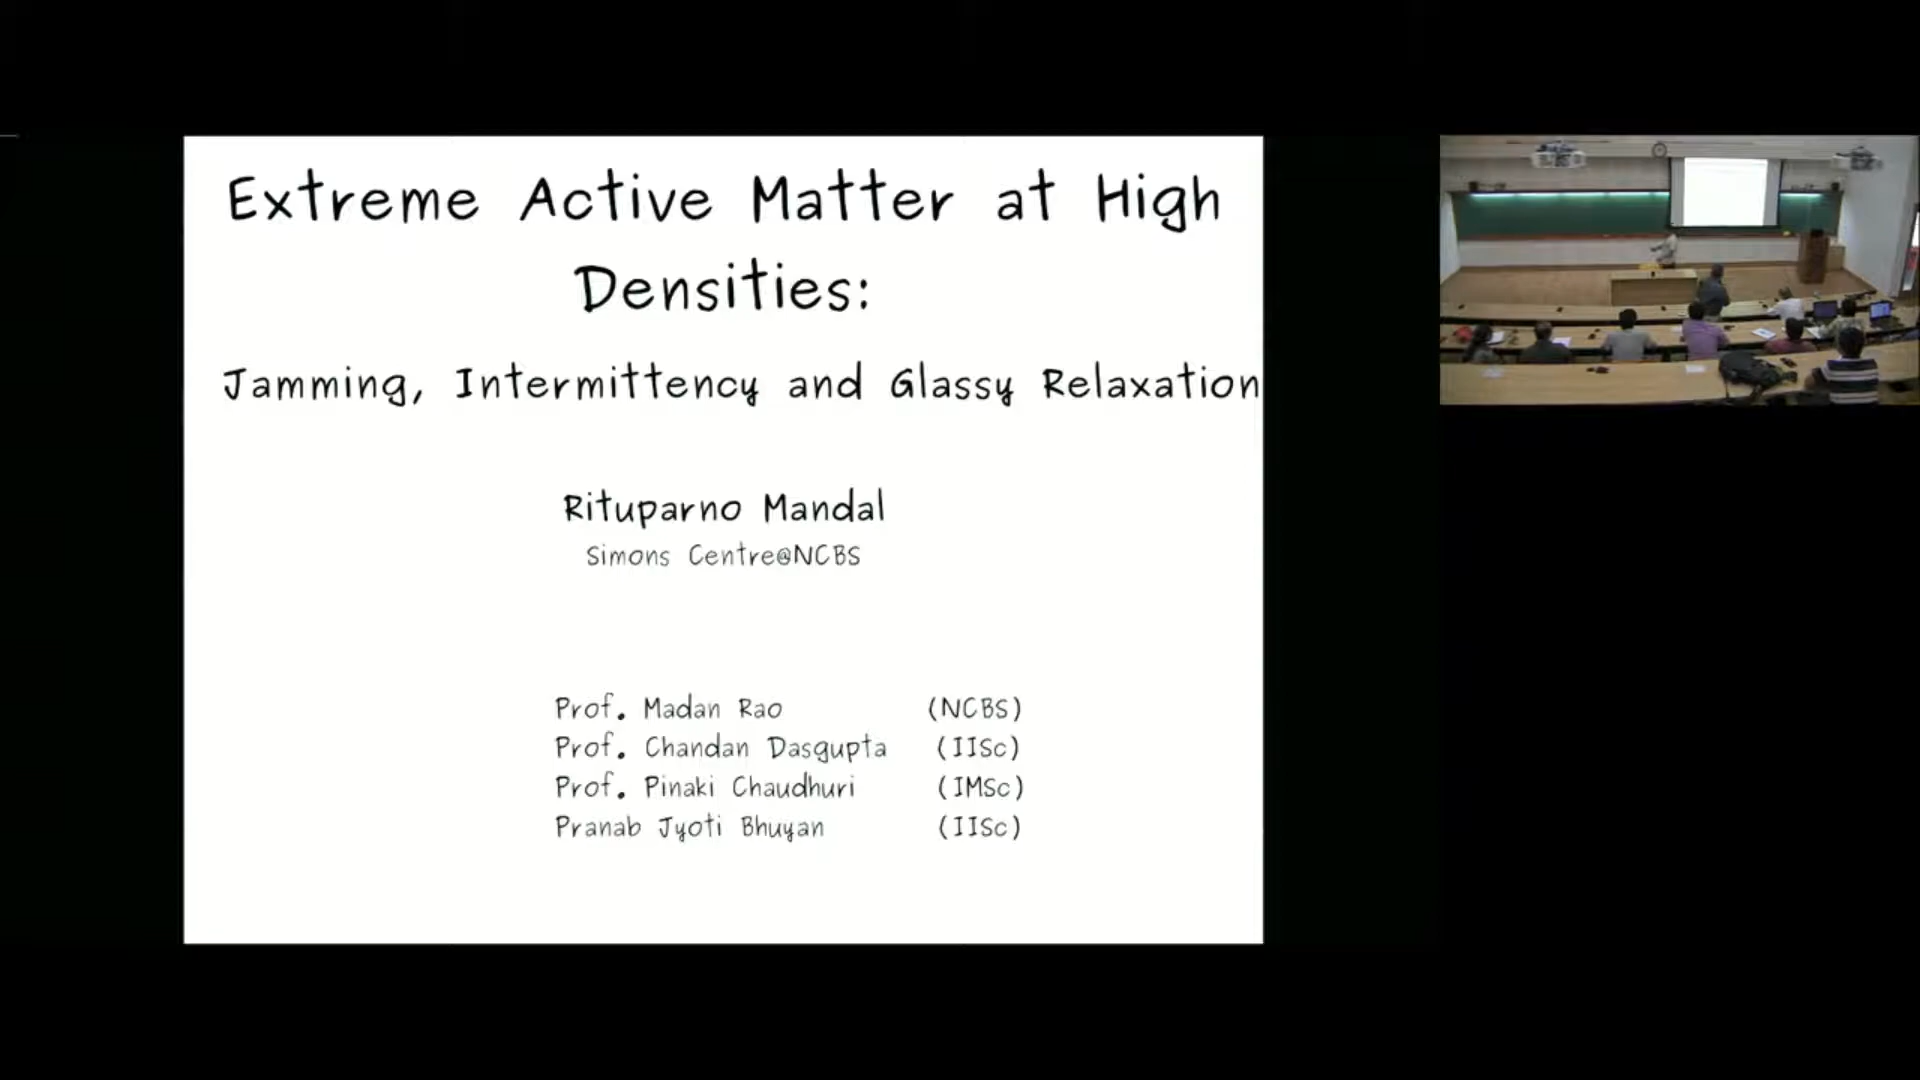 Extreme Active Matter at High
Densities:
Jamming, Intermittency and Glassy Relaxation
Rituparno Mandal
Simons Centre@NCBS
Prof. Madan Rao (NCBS)
Prof. Chandan Dasgupta (IISc)
Prof. Pinaki Chaudhuri (IMSc)
Pranab Jyoti Bhuyan (IISc)